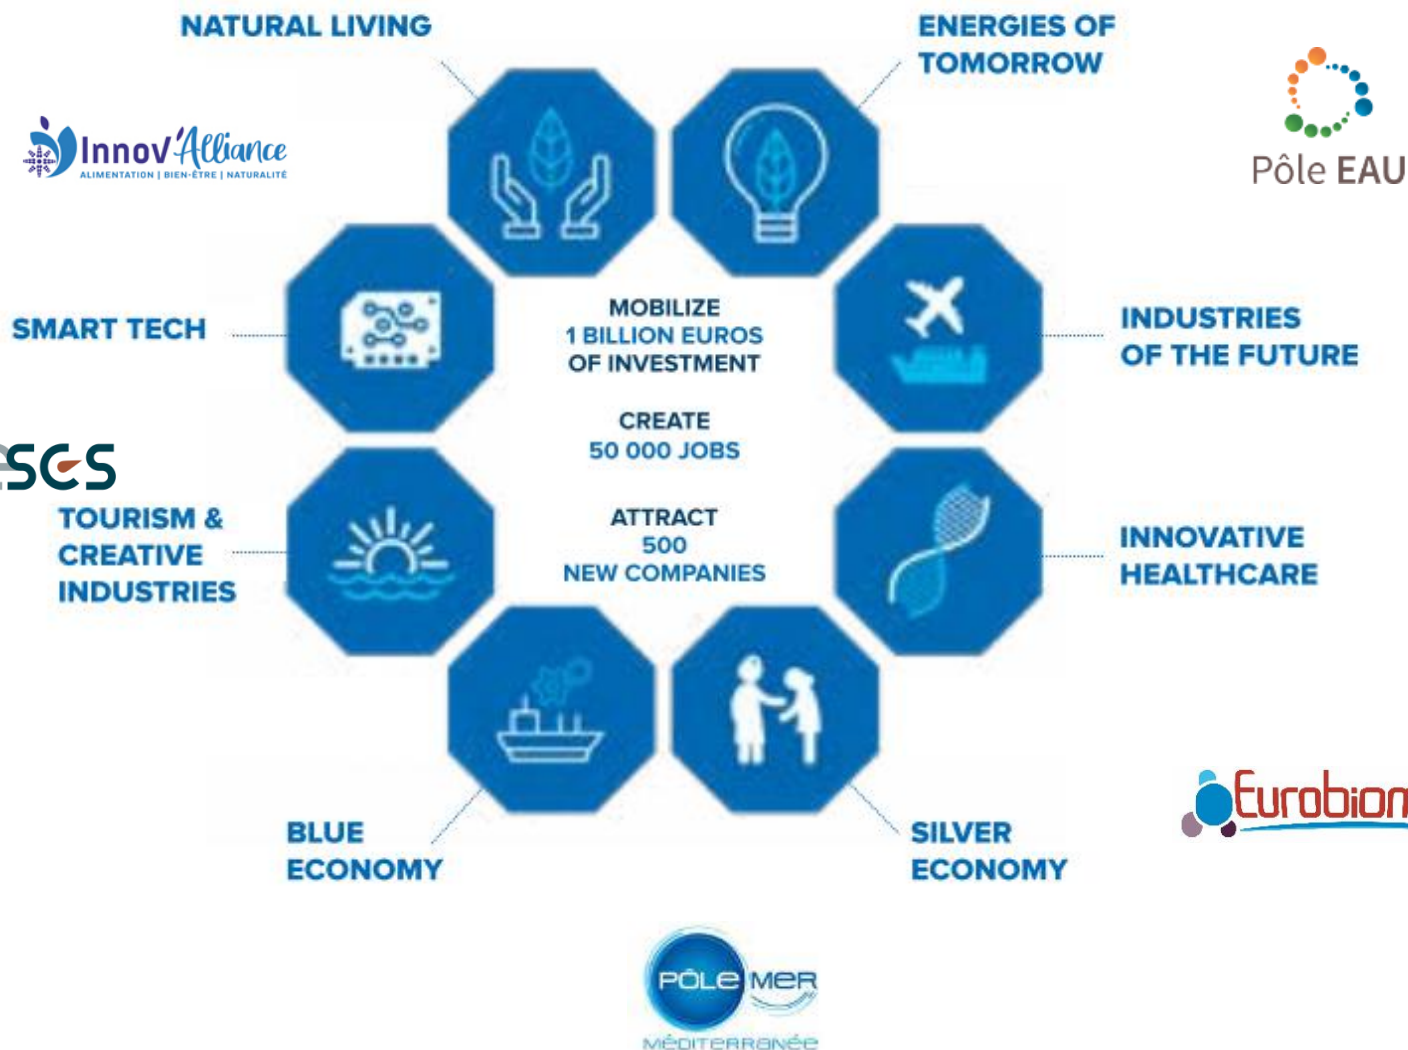 NATURAL LIVING
ENERGIES OF
TOMORROW
Innov'Alliance
ALIMENTATION | BIEN-ÊTRE | NATURALITÉ
Pôle EAU
SMART TECH
MOBILIZE
1 BILLION EUROS
OF INVESTMENT
INDUSTRIES
OF THE FUTURE
CREATE
50 000 JOBS
SCS
TOURISM &
CREATIVE
INDUSTRIES
ATTRACT
500
NEW COMPANIES
INNOVATIVE
HEALTHCARE
BLUE
ECONOMY
SILVER
ECONOMY
PÔLE MER
MÉDITERRANÉE